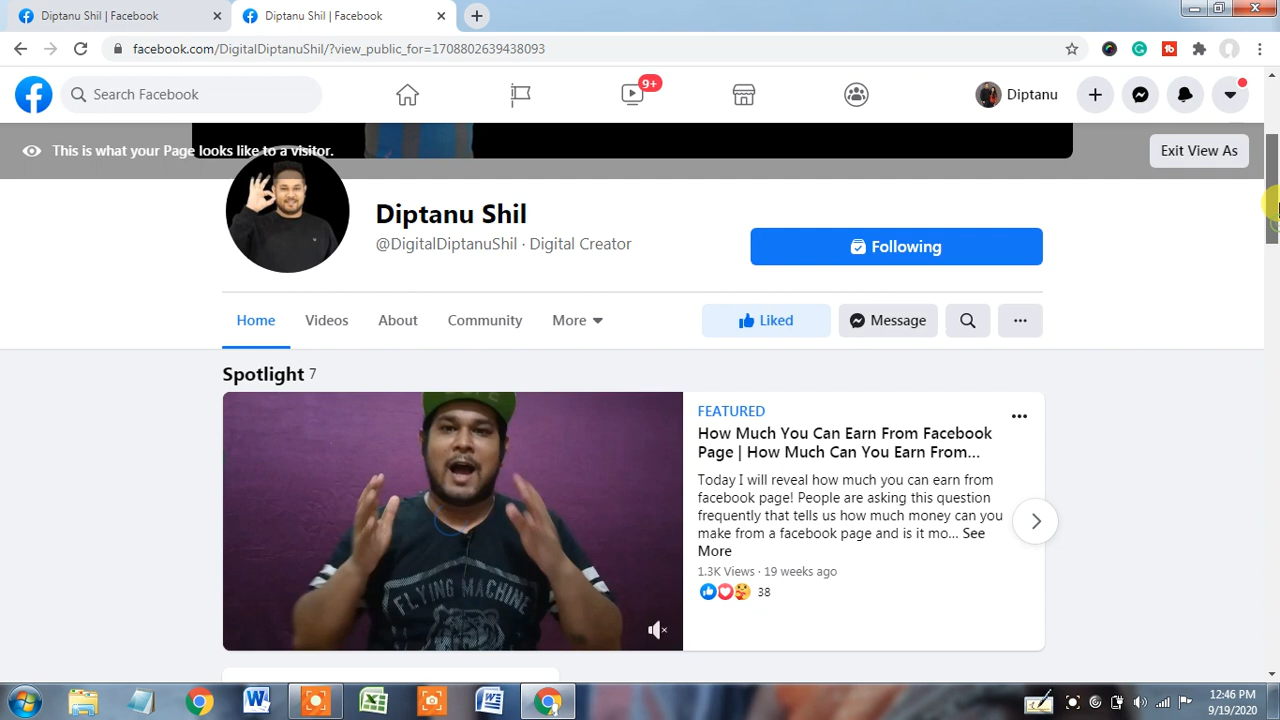 Diptanu Shil | Facebook
Diptanu Shil | Facebook
facebook.com/DigitalDiptanuShil/?view_public_for=1708802639438093
Search Facebook
9+
Diptanu
This is what your Page looks like to a visitor.
Exit View As
Diptanu Shil
@DigitalDiptanuShil · Digital Creator
Following
Home
Videos
About
Community
More
Liked
Message
Spotlight 7
FEATURED
How Much You Can Earn From Facebook
Page | How Much Can You Earn From...
Today I will reveal how much you can earn from
facebook page! People are asking this question
frequently that tells us how much money can you
make from a facebook page and is it mo... See
More
1.3K Views · 19 weeks ago
38
FLYING MACHINE
12:46 PM
9/19/2020